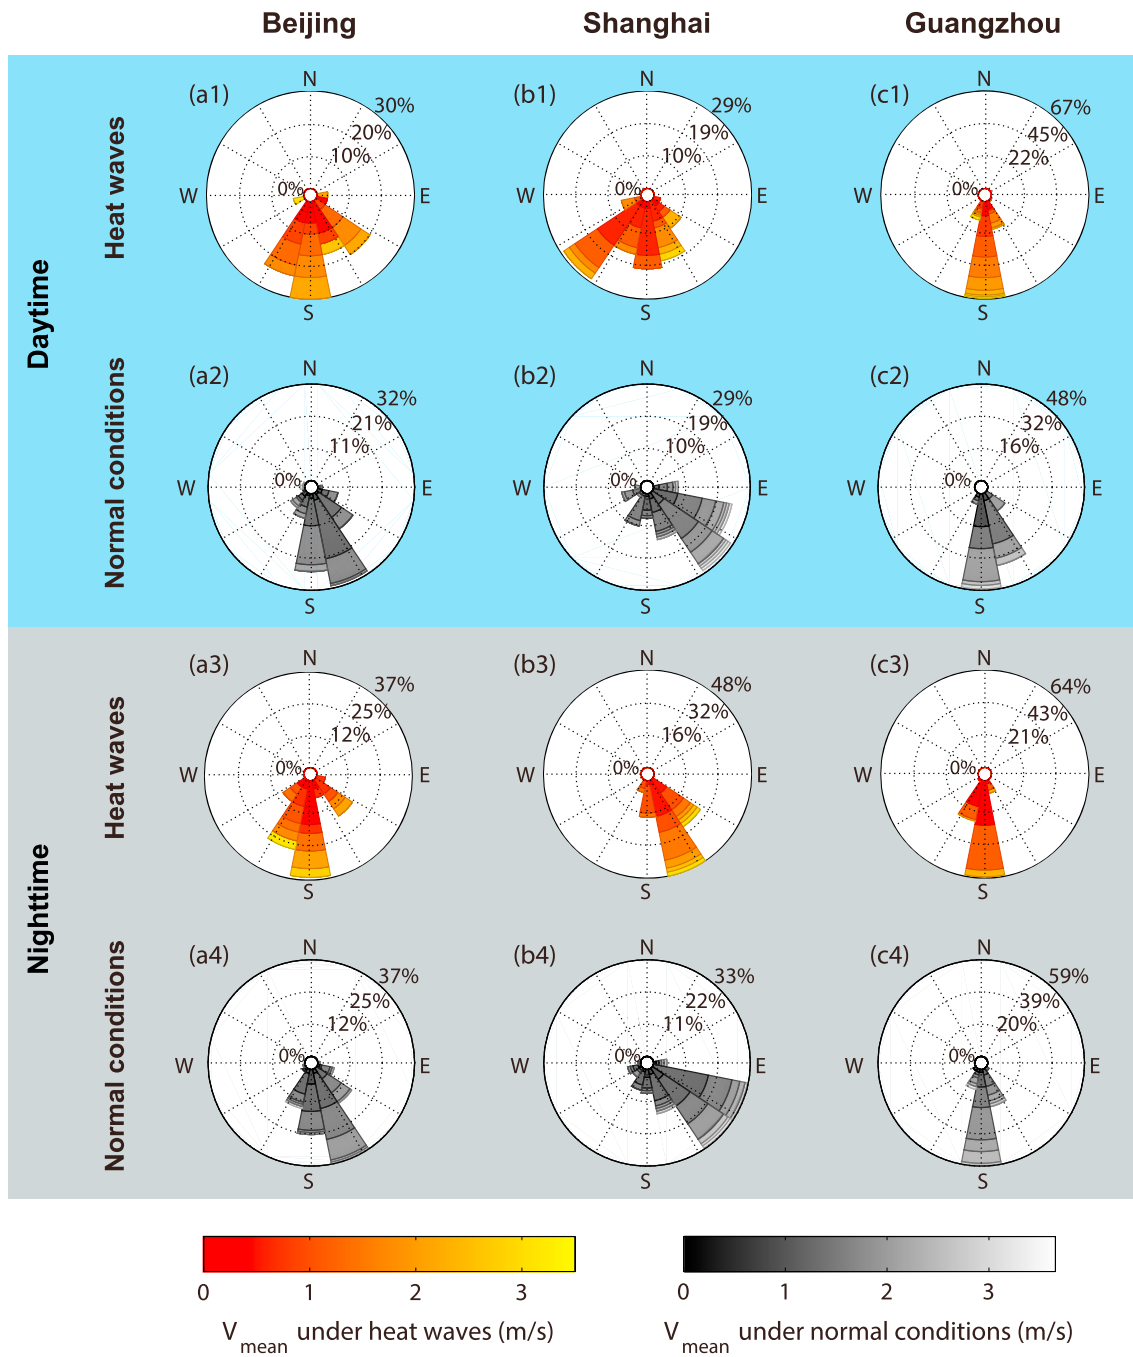 Beijing Shanghai Guangzhou
Daytime
Heat waves
(a1) N 30% 20% 10% 0% W E S
(b1) N 29% 19% 10% 0% W E S
(c1) N 67% 45% 22% 0% W E S
Normal conditions
(a2) N 32% 21% 11% 0% W E S
(b2) N 29% 19% 10% 0% W E S
(c2) N 48% 32% 16% 0% W E S
Nighttime
Heat waves
(a3) N 37% 25% 12% 0% W E S
(b3) N 48% 32% 16% 0% W E S
(c3) N 64% 43% 21% 0% W E S
Normal conditions
(a4) N 37% 25% 12% 0% W E S
(b4) N 33% 22% 11% 0% W E S
(c4) N 59% 39% 20% 0% W E S
0 1 2 3
Vmean under heat waves (m/s)
0 1 2 3
Vmean under normal conditions (m/s)